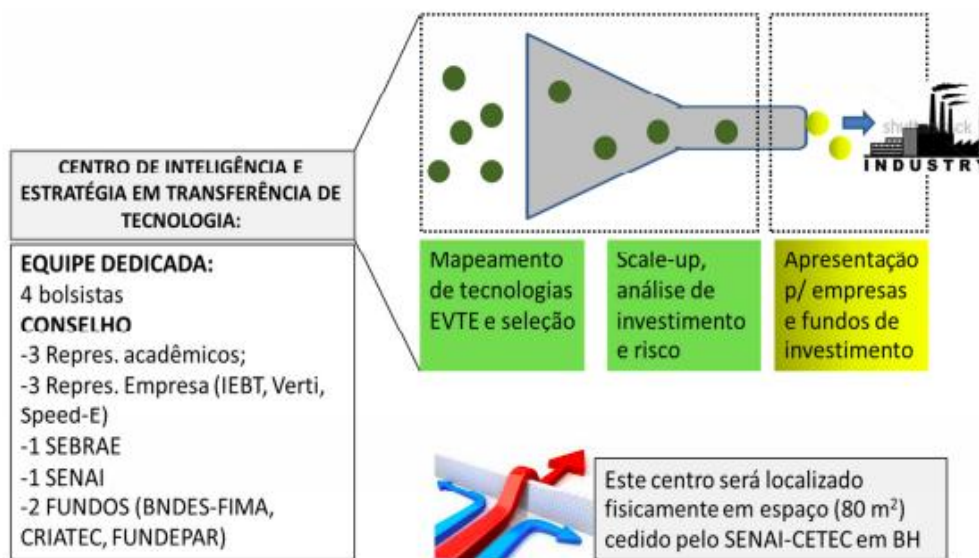 CENTRO DE INTELIGÊNCIA E
ESTRATÉGIA EM TRANSFERÊNCIA DE
TECNOLOGIA:
EQUIPE DEDICADA:
4 bolsistas
CONSELHO
-3 Repres. acadêmicos;
-3 Repres. Empresa (IEBT, Verti,
Speed-E)
-1 SEBRAE
-1 SENAI
-2 FUNDOS (BNDES-FIMA,
CRIATEC, FUNDEPAR)
INDUSTRY
Mapeamento
de tecnologias
EVTE e seleção
Scale-up,
análise de
investimento
e risco
Apresentação
p/ empresas
e fundos de
investimento
Este centro será localizado
fisicamente em espaço (80 m²)
cedido pelo SENAI-CETEC em BH